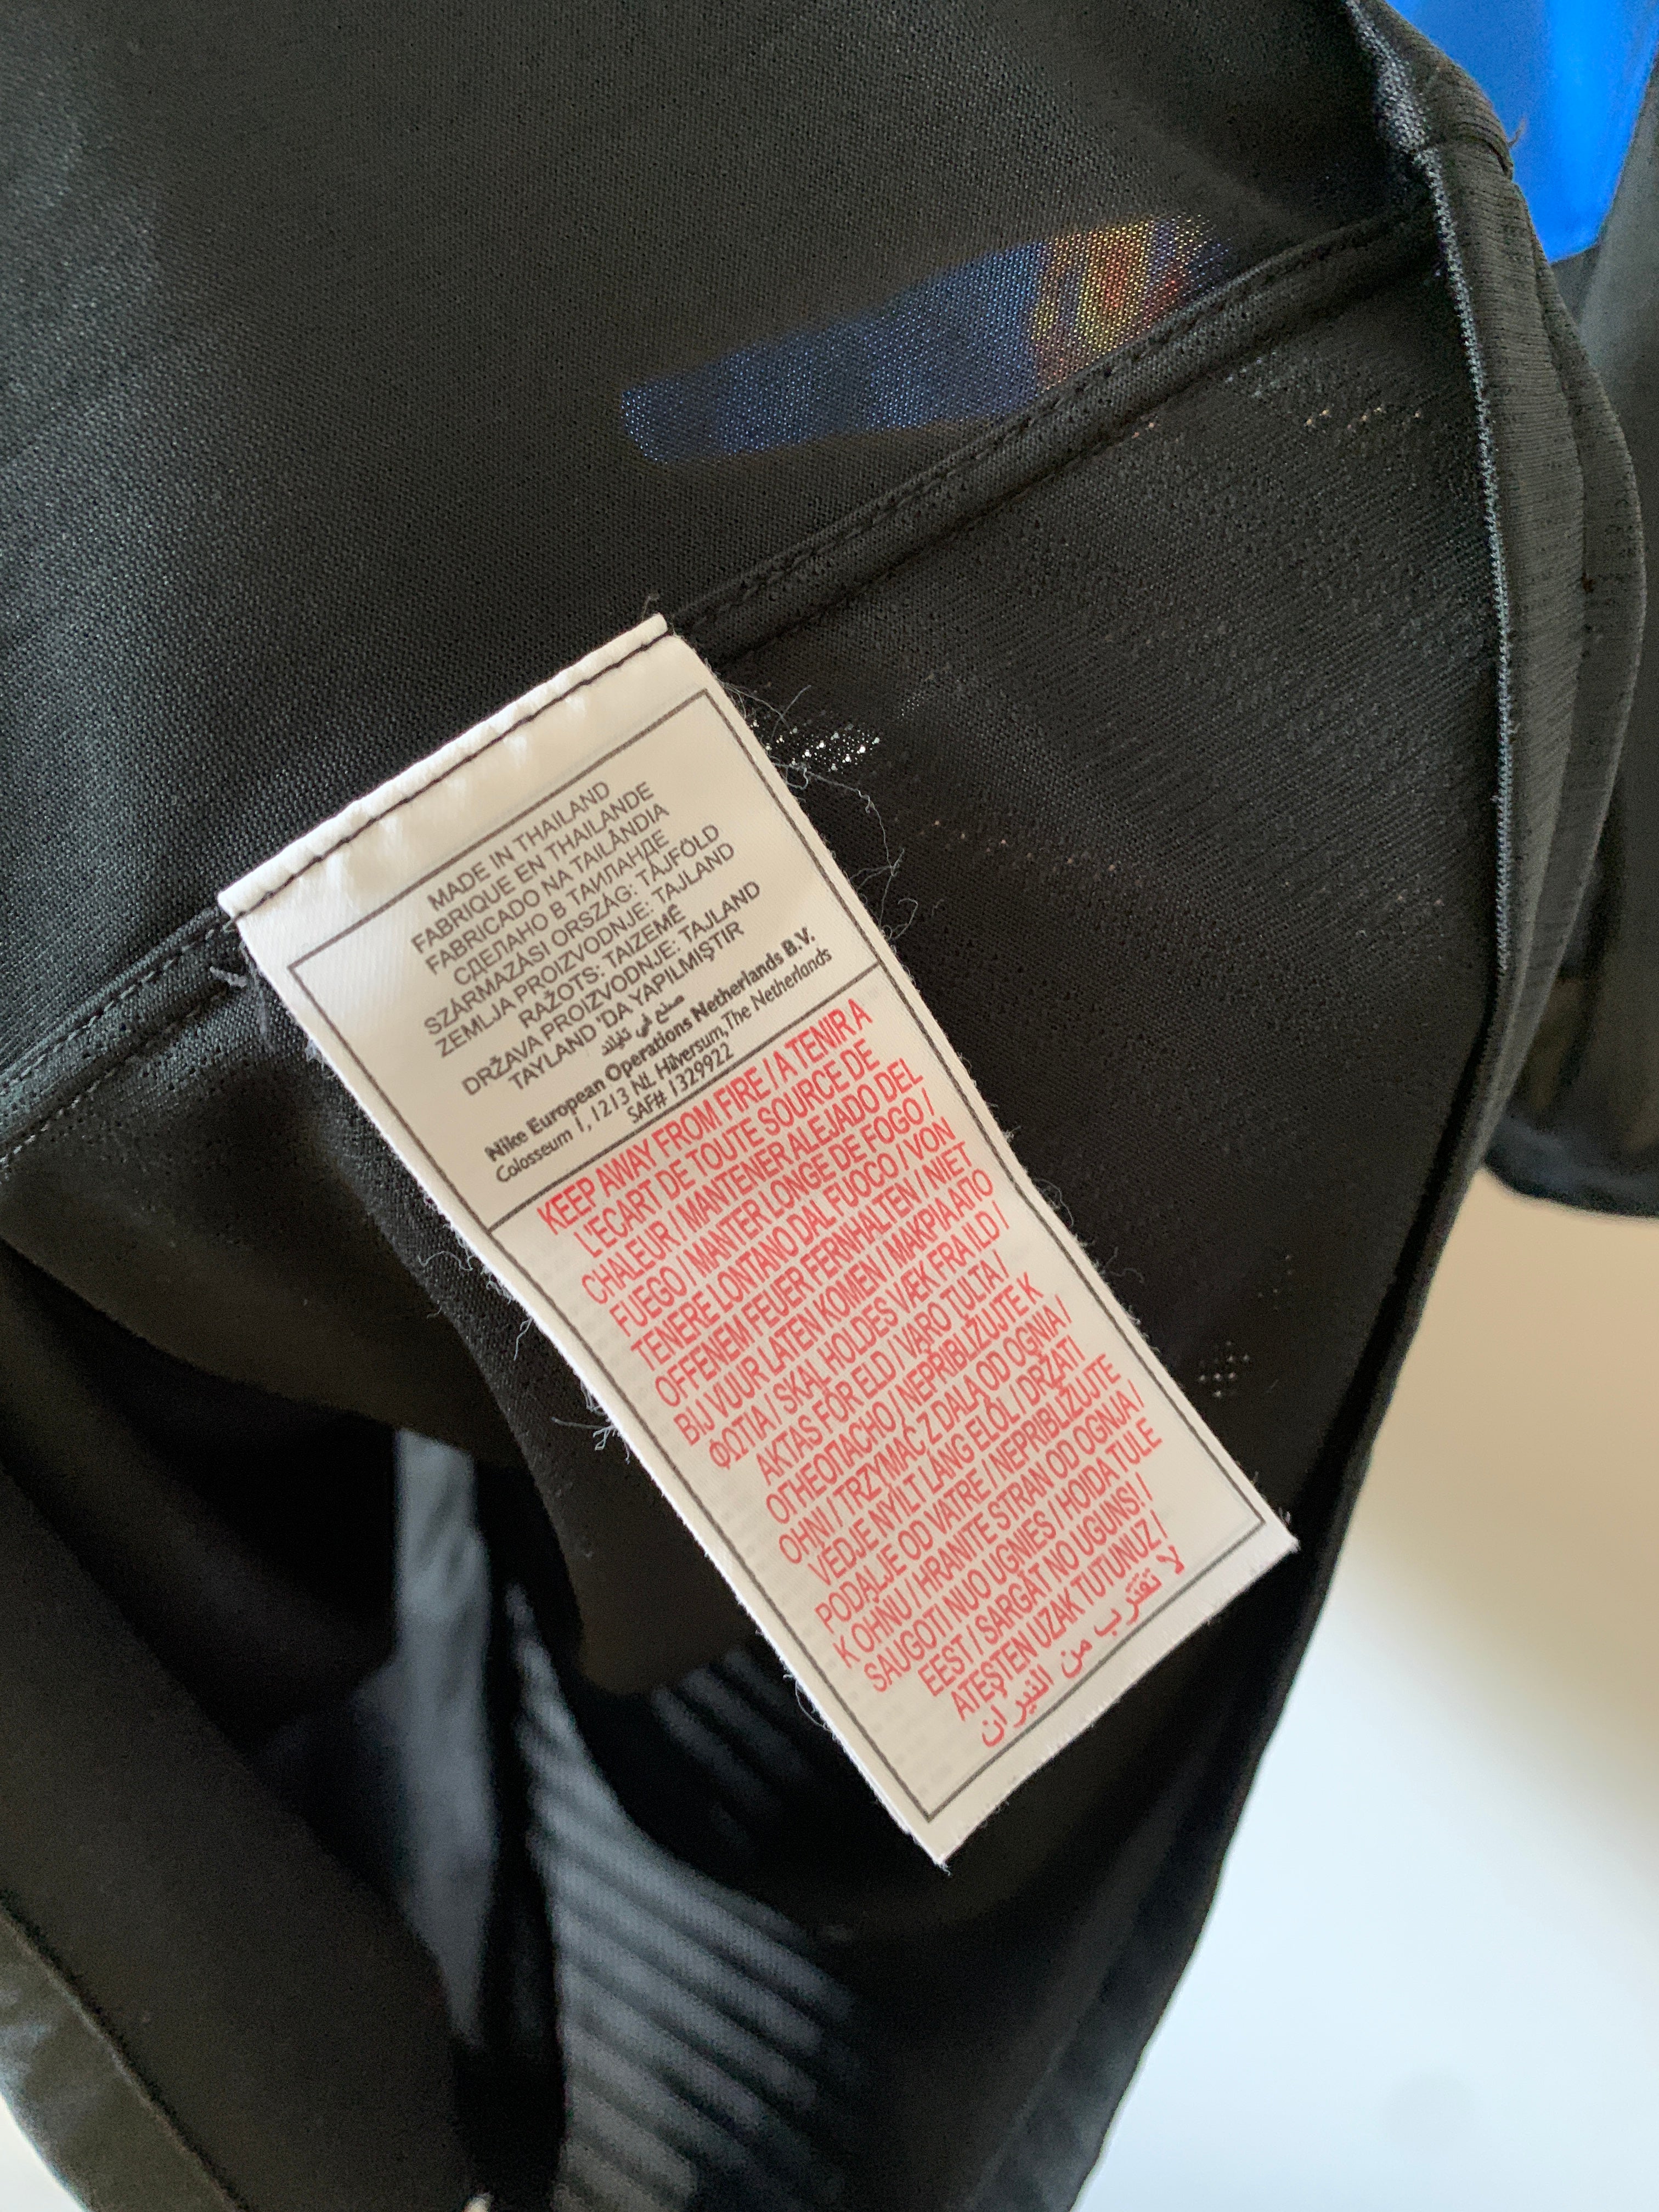 MADE IN THAILAND
FABRIQUE EN THAILANDE
FABRICADO NA TAILÂNDIA
СДЕЛАНО В ТАИЛАНДЕ
SZÁRMAZÁSI ORSZÁG: TÁJFÖLD
ZEMLJA PROIZVODNJE: TAJLAND
RAŽOTS: TAIZEMĒ
DRŽAVA PROIZVODNJE: TAJLAND
TAYLAND 'DA YAPILMIŞTIR
صنع في تايلند
Nike European Operations Netherlands B.V.
Colosseum 1, 1213 NL Hilversum, The Netherlands
SAF# 1329922
KEEP AWAY FROM FIRE / A TENIR A
L'ECART DE TOUTE SOURCE DE
CHALEUR / MANTENER ALEJADO DEL
FUEGO / MANTER LONGE DE FOGO /
TENERE LONTANO DAL FUOCO / VON
OFFENEM FEUER FERNHALTEN / NIET
BIJ VUUR LATEN KOMEN / ΜΑΚΡΙΑ ΑΠΟ
ΦΩΤΙΑ / SKAL HOLDES VÆK FRA ILD /
AKTAS FÖR ELD / VARO TULTA /
ОГНЕОПАСНО / NEPŘIBLIŽUJTE K
OHNI / TRZYMAĆ Z DALA OD OGNIA /
VÉDJE NYÍLT LÁNG ELŐL / DRŽATI
PODALJE OD VATRE / NEPRIBLIŽUJTE
K OHŇU / HRANITE STRAN OD OGNJA /
SAUGOTI NUO UGNIES / HOIDA TULE
EEST / SARGĀT NO UGUNS! /
ATEŞTEN UZAK TUTUNUZ /
لا تقترب من النيران